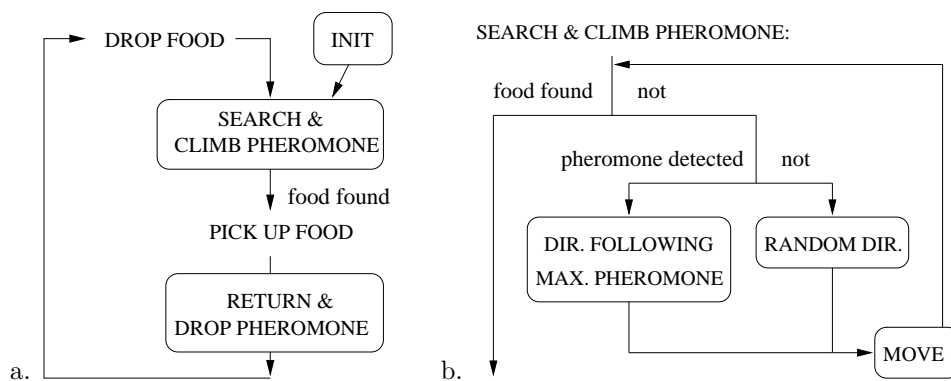 DROP FOOD
INIT
SEARCH &
CLIMB PHEROMONE
food found
PICK UP FOOD
RETURN &
DROP PHEROMONE
a.
SEARCH & CLIMB PHEROMONE:
food found not
pheromone detected not
DIR. FOLLOWING
MAX. PHEROMONE
RANDOM DIR.
MOVE
b.